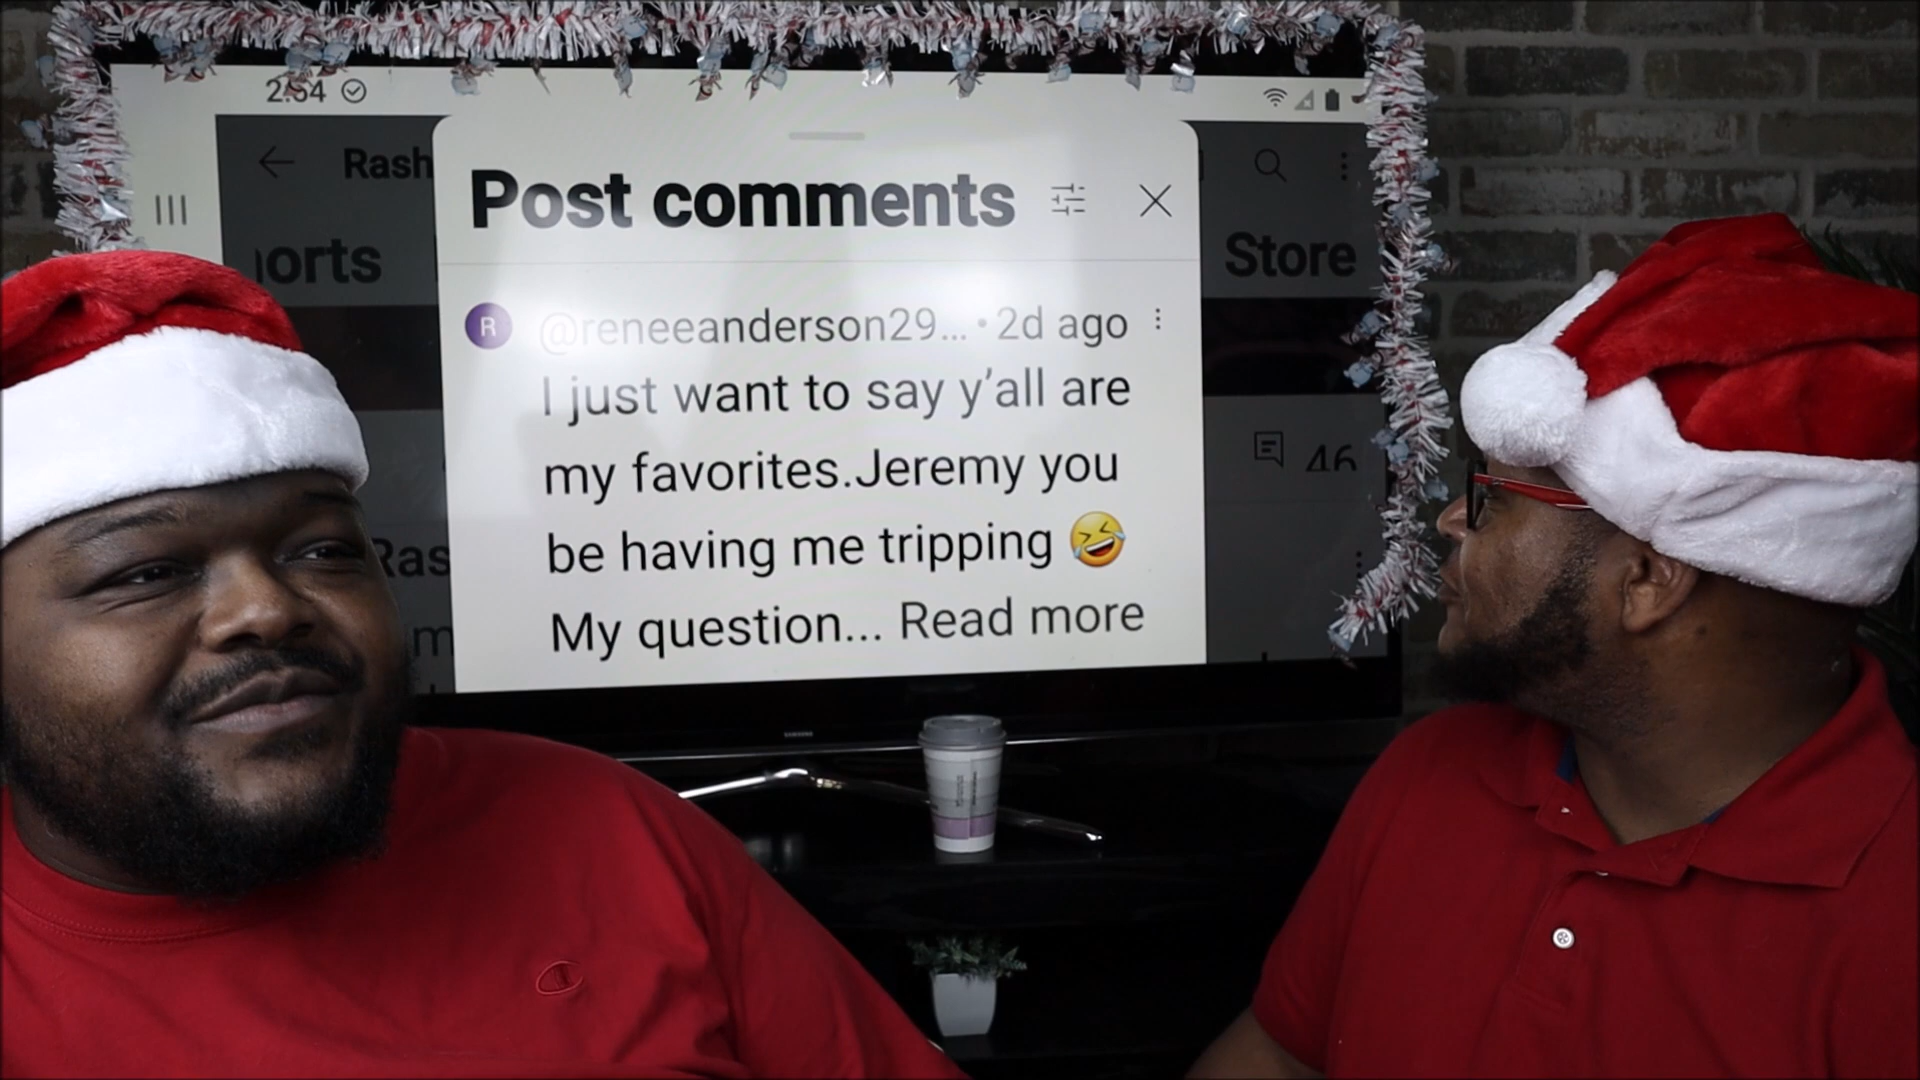 2:54
Rash
Post comments
orts
Store
R
@reneeanderson29... • 2d ago
I just want to say y'all are
my favorites.Jeremy you
46
be having me tripping 🤣
Ras
My question... Read more
m
SAMSUNG